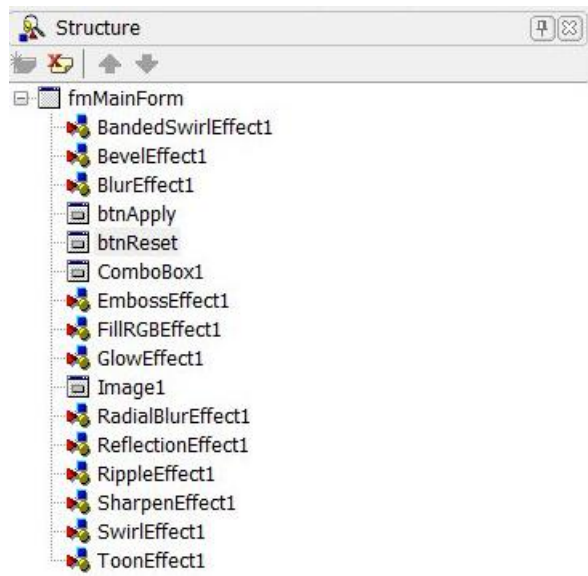 Structure
fmMainForm
BandedSwirlEffect1
BevelEffect1
BlurEffect1
btnApply
btnReset
ComboBox1
EmbossEffect1
FillRGBEffect1
GlowEffect1
Image1
RadialBlurEffect1
ReflectionEffect1
RippleEffect1
SharpenEffect1
SwirlEffect1
ToonEffect1